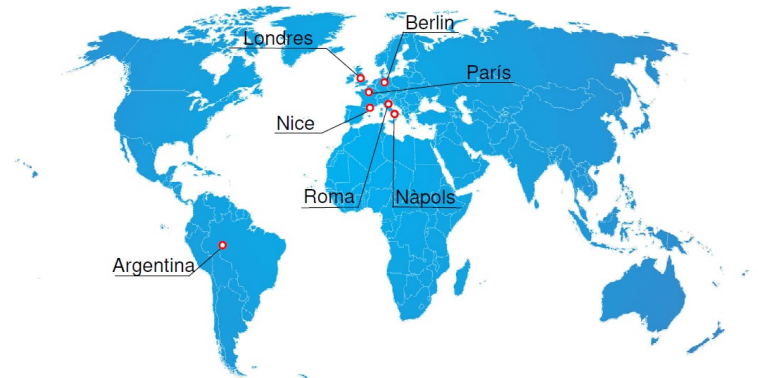 Berlin
Londres
París
Nice
Roma
Nàpols
Argentina